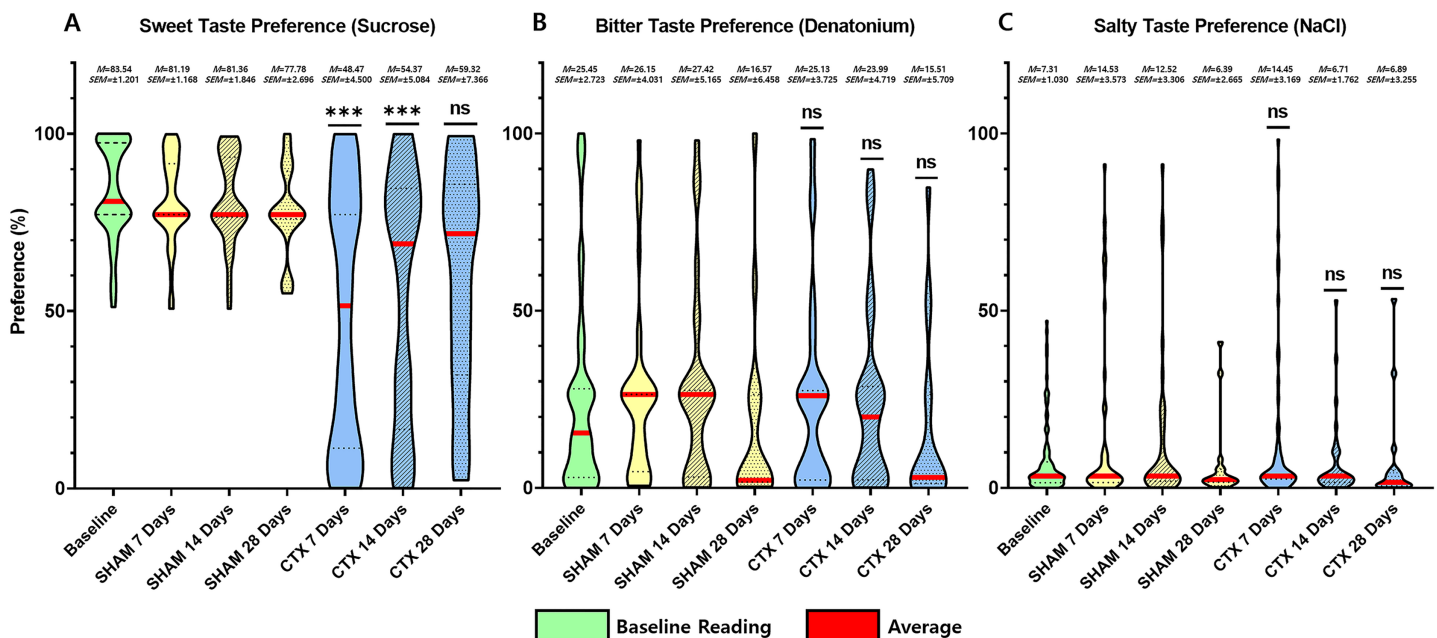 A
Sweet Taste Preference (Sucrose)
M=83.54
SEM=±1.201
M=81.19
SEM=±1.168
M=81.36
SEM=±1.846
M=77.78
SEM=±2.696
M=48.47
SEM=±4.500
M=54.37
SEM=±5.084
M=59.32
SEM=±7.366
***
***
ns
Preference (%)
100
50
0
Baseline
SHAM 7 Days
SHAM 14 Days
SHAM 28 Days
CTX 7 Days
CTX 14 Days
CTX 28 Days
B
Bitter Taste Preference (Denatonium)
M=25.45
SEM=±2.723
M=26.15
SEM=±4.031
M=27.42
SEM=±5.165
M=16.57
SEM=±6.458
M=25.13
SEM=±3.725
M=23.99
SEM=±4.719
M=15.51
SEM=±5.709
ns
ns
ns
100
50
0
Baseline
SHAM 7 Days
SHAM 14 Days
SHAM 28 Days
CTX 7 Days
CTX 14 Days
CTX 28 Days
C
Salty Taste Preference (NaCl)
M=7.31
SEM=±1.030
M=14.53
SEM=±3.573
M=12.52
SEM=±3.306
M=6.39
SEM=±2.665
M=14.45
SEM=±3.169
M=6.71
SEM=±1.762
M=6.89
SEM=±3.255
ns
ns
ns
100
50
0
Baseline
SHAM 7 Days
SHAM 14 Days
SHAM 28 Days
CTX 7 Days
CTX 14 Days
CTX 28 Days
Baseline Reading
Average